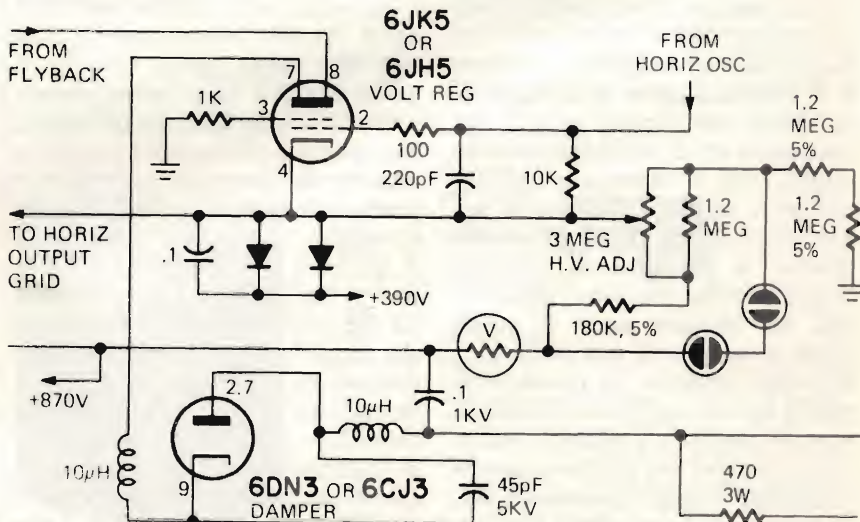 6JK5
OR
6JH5
VOLT REG
FROM
FLYBACK
7
8
FROM
HORIZ OSC
1K
3
2
4
100
220pF
10K
1.2
MEG
5%
1.2
MEG
5%
1.2
MEG
3 MEG
H.V. ADJ
TO HORIZ
OUTPUT
GRID
.1
+390V
180K, 5%
V
+870V
2.7
10µH
.1
1KV
10µH
9
6DN3 OR 6CJ3
DAMPER
45pF
5KV
470
3W